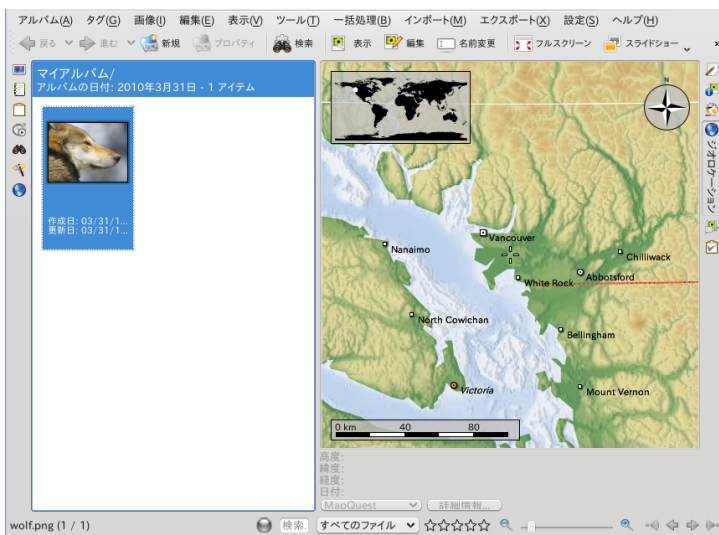 アルバム(A) タグ(G) 画像(I) 編集(E) 表示(V) ツール(T) 一括処理(B) インポート(M) エクスポート(X) 設定(S) ヘルプ(H)
戻る 進む 新規 プロパティ 検索 表示 編集 名前変更 フルスクリーン スライドショー
マイアルバム/
アルバムの日付: 2010年3月31日 - 1 アイテム
作成日: 03/31/1...
更新日: 03/31/1...
N
ジオロケーション
Vancouver
Nanaimo
Chilliwack
Abbotsford
White Rock
North Cowichan
Bellingham
Victoria
Mount Vernon
0 km 40 80
高度:
緯度:
経度:
日付:
MapQuest 詳細情報...
wolf.png (1 / 1) 検索. すべてのファイル